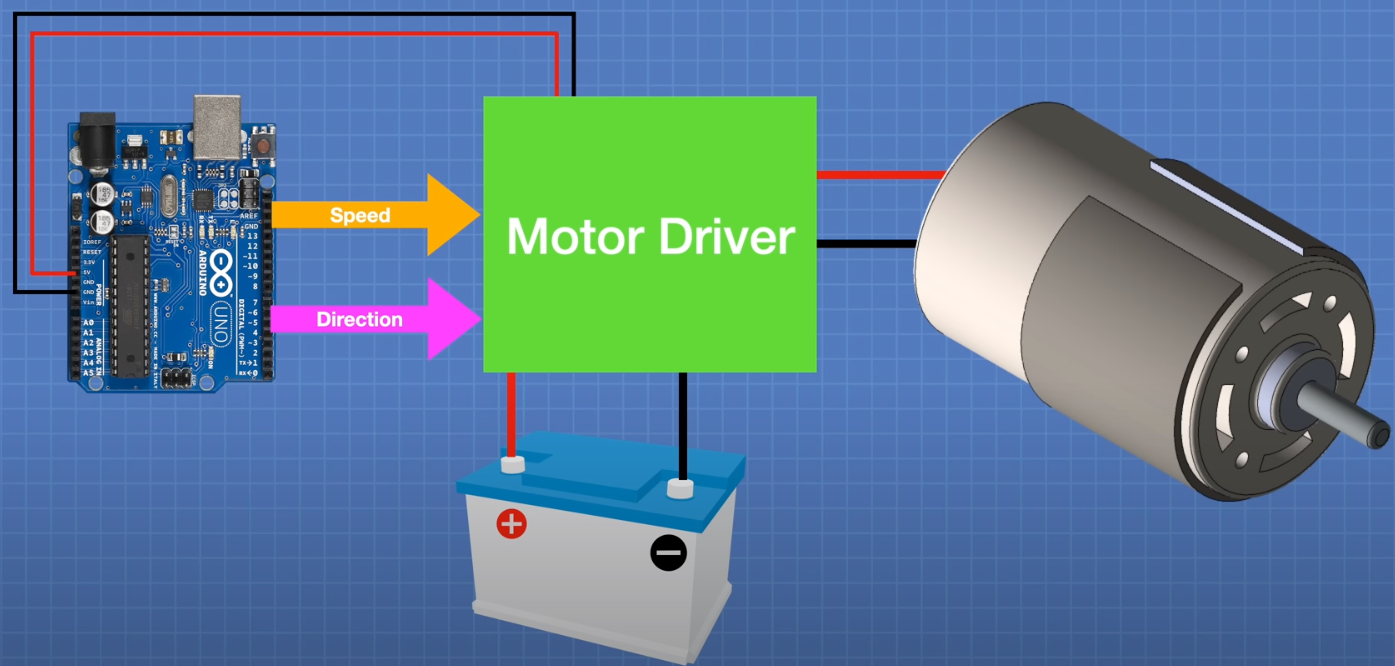 Speed
Direction
Motor Driver
AREF
GND
13
12
~11
~10
~9
8
7
~6
~5
4
~3
2
TX→1
RX←0
DIGITAL (PWM~)
ARDUINO
UNO
IOREF
RESET
3.3V
5V
GND
GND
Vin
POWER
A0
A1
A2
A3
A4
A5
ANALOG IN
+
−